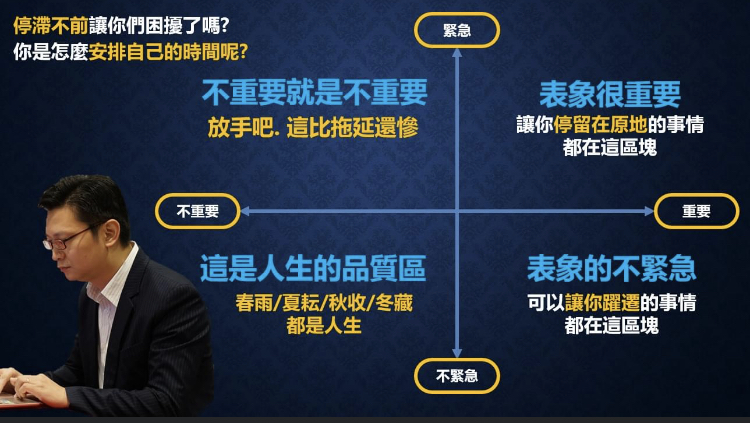 停滯不前讓你們困擾了嗎?
你是怎麼安排自己的時間呢?
緊急
不重要就是不重要
放手吧. 這比拖延還慘
表象很重要
讓你停留在原地的事情
都在這區塊
不重要
重要
這是人生的品質區
春雨/夏耘/秋收/冬藏
都是人生
表象的不緊急
可以讓你躍遷的事情
都在這區塊
不緊急